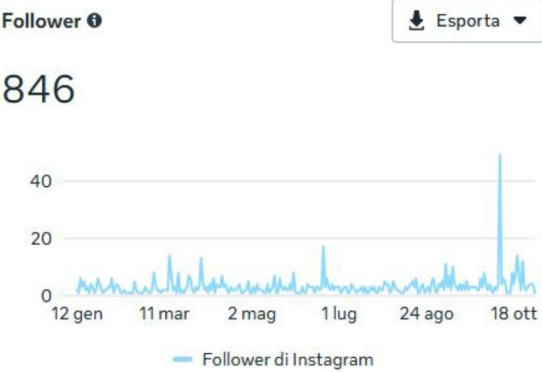 Follower
Esporta
846
40
20
0
12 gen 11 mar 2 mag 1 lug 24 ago 18 ott
Follower di Instagram